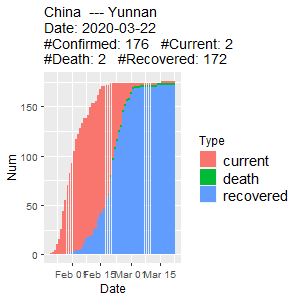 China  --- Yunnan
Date: 2020-03-22
#Confirmed: 176   #Current: 2
#Death: 2   #Recovered: 172
150
100
50
0
Num
Feb 01 Feb 15 Mar 01 Mar 15
Date
Type
current
death
recovered